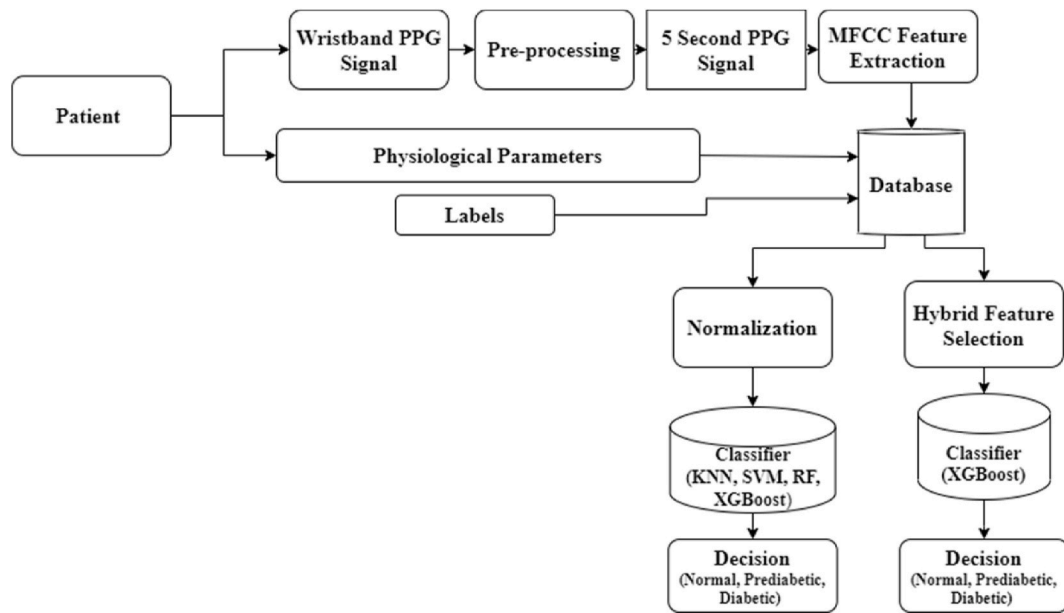 Patient
Wristband PPG
Signal
Pre-processing
5 Second PPG
Signal
MFCC Feature
Extraction
Physiological Parameters
Labels
Database
Normalization
Hybrid Feature
Selection
Classifier
(KNN, SVM, RF,
XGBoost)
Classifier
(XGBoost)
Decision
(Normal, Prediabetic,
Diabetic)
Decision
(Normal, Prediabetic,
Diabetic)